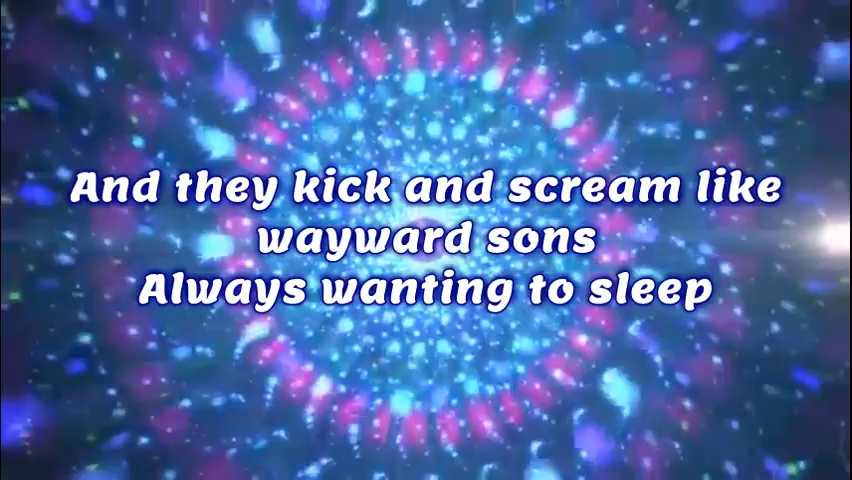 And they kick and scream like
wayward sons
Always wanting to sleep